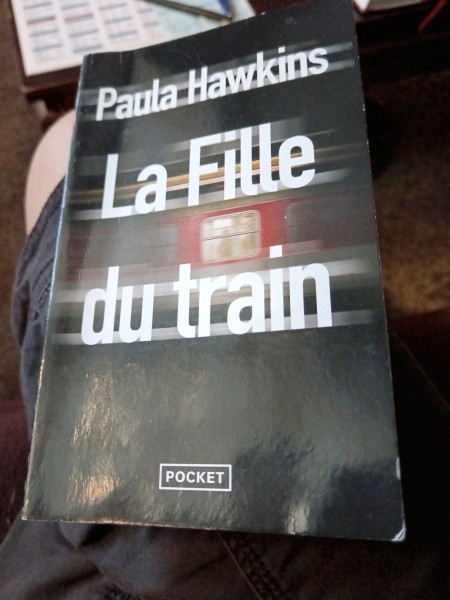 Paula Hawkins
La Fille
du train
POCKET